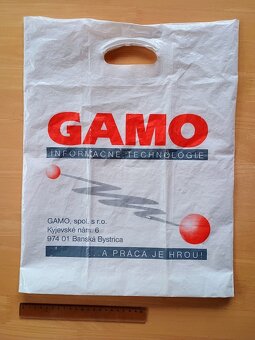 GAMO
INFORMAČNÉ TECHNOLÓGIE
GAMO, spol. s r.o.
Kyjevské nám. 6
974 01 Banská Bystrica
...A PRÁCA JE HROU!